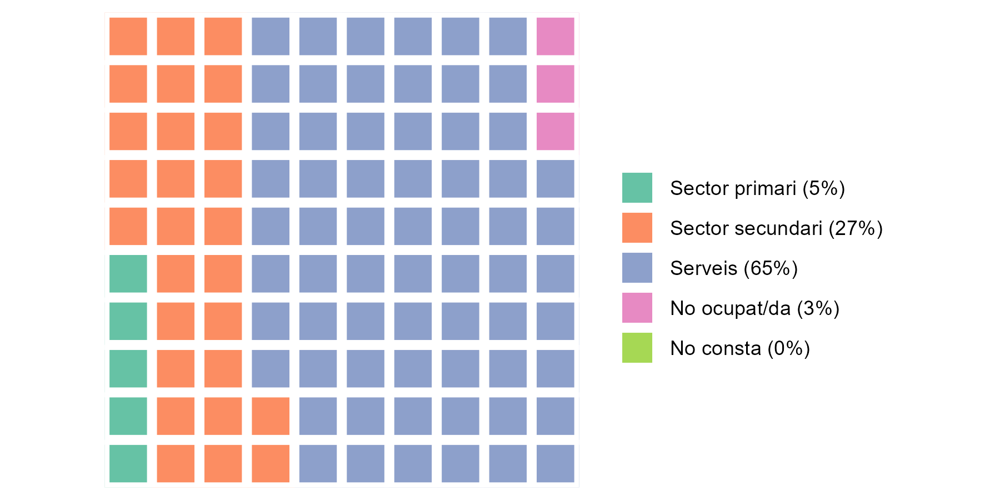 Sector primari (5%)
Sector secundari (27%)
Serveis (65%)
No ocupat/da (3%)
No consta (0%)